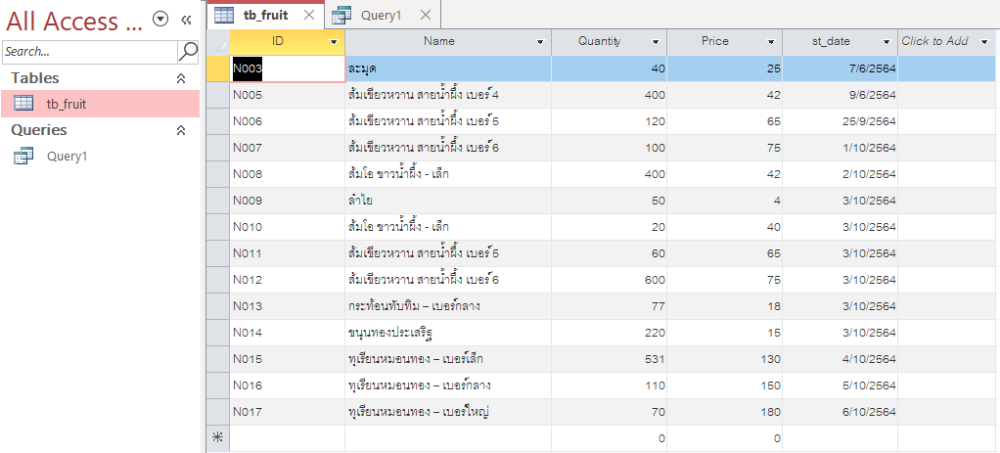 All Access ...
Search...
Tables
tb_fruit
Queries
Query1
tb_fruit Query1
ID Name Quantity Price st_date Click to Add
N003 ละมุด 40 25 7/6/2564
N005 ส้มเขียวหวาน สายน้ำผึ้ง เบอร์ 4 400 42 9/6/2564
N006 ส้มเขียวหวาน สายน้ำผึ้ง เบอร์ 5 120 65 25/9/2564
N007 ส้มเขียวหวาน สายน้ำผึ้ง เบอร์ 6 100 75 1/10/2564
N008 ส้มโอ ขาวน้ำผึ้ง - เล็ก 400 42 2/10/2564
N009 ลำไย 50 4 3/10/2564
N010 ส้มโอ ขาวน้ำผึ้ง - เล็ก 20 40 3/10/2564
N011 ส้มเขียวหวาน สายน้ำผึ้ง เบอร์ 5 60 65 3/10/2564
N012 ส้มเขียวหวาน สายน้ำผึ้ง เบอร์ 6 600 75 3/10/2564
N013 กระท้อนทับทิม – เบอร์กลาง 77 18 3/10/2564
N014 ขนุนทองประเสริฐ 220 15 3/10/2564
N015 ทุเรียนหมอนทอง – เบอร์เล็ก 531 130 4/10/2564
N016 ทุเรียนหมอนทอง – เบอร์กลาง 110 150 5/10/2564
N017 ทุเรียนหมอนทอง – เบอร์ใหญ่ 70 180 6/10/2564
0 0